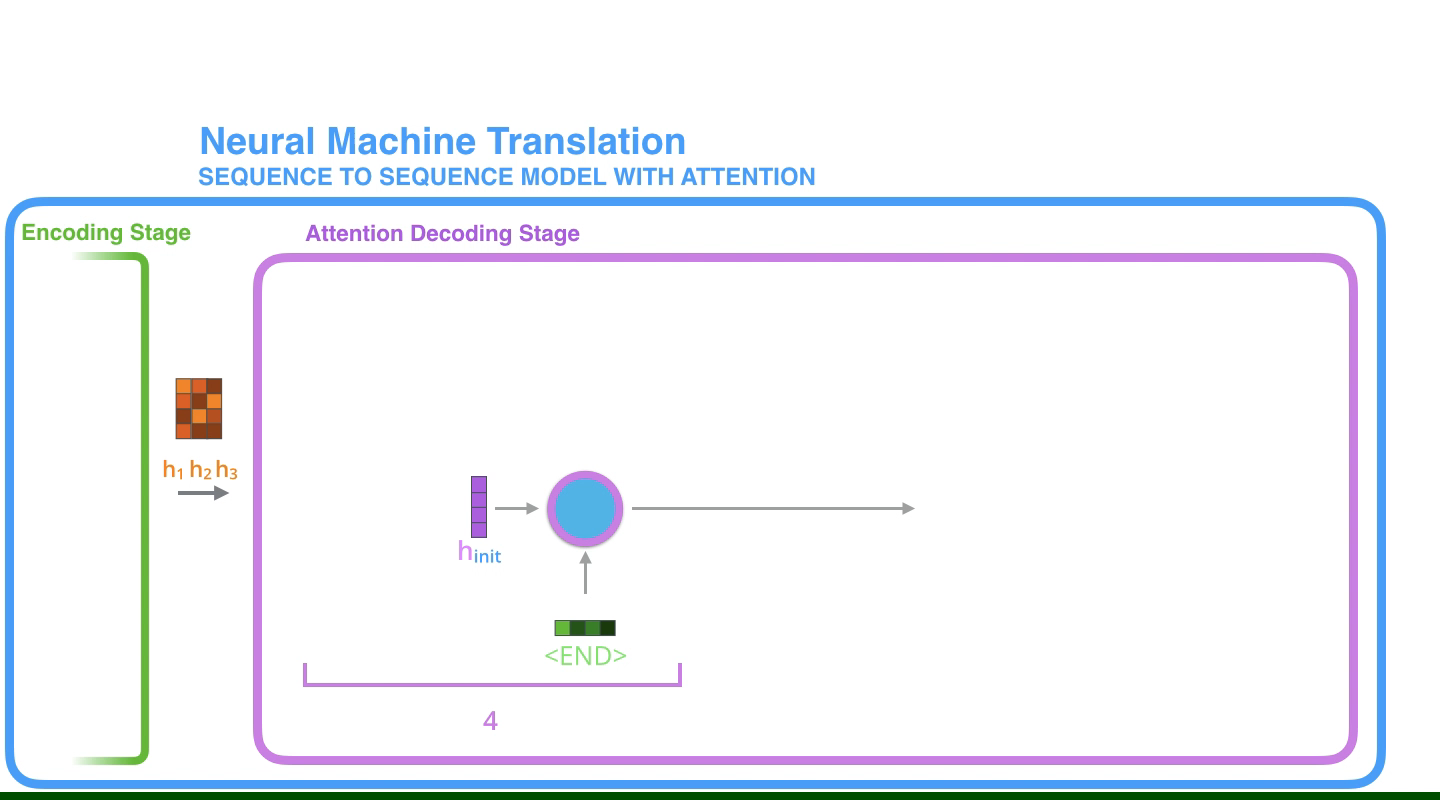 Neural Machine Translation
SEQUENCE TO SEQUENCE MODEL WITH ATTENTION
Encoding Stage
Attention Decoding Stage
h₁ h₂ h₃
hinit
<END>
4